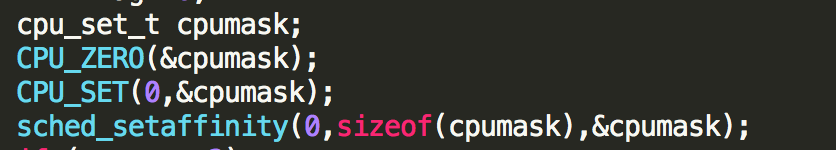 cpu_set_t cpumask;
CPU_ZERO(&cpumask);
CPU_SET(0,&cpumask);
sched_setaffinity(0,sizeof(cpumask),&cpumask);